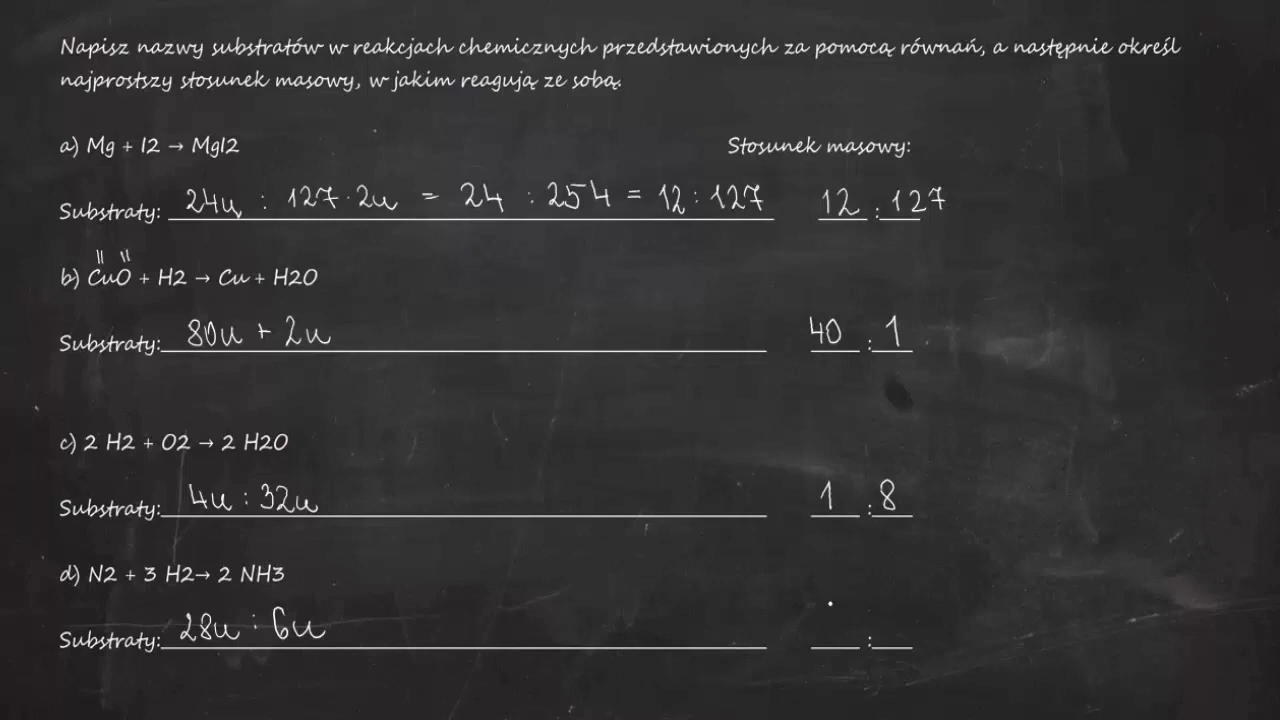 Napisz nazwy substratów w reakcjach chemicznych przedstawionych za pomocą równań, a następnie określ
najprostszy stosunek masowy, w jakim reagują ze sobą.
a) Mg + I2 → MgI2 Stosunek masowy:
Substraty: 24u : 127·2u = 24 : 254 = 12 : 127 12 : 127
II II
b) CuO + H2 → Cu + H2O
Substraty: 80u + 2u 40 : 1
c) 2 H2 + O2 → 2 H2O
Substraty: 4u : 32u 1 : 8
d) N2 + 3 H2→ 2 NH3
Substraty: 28u : 6u :